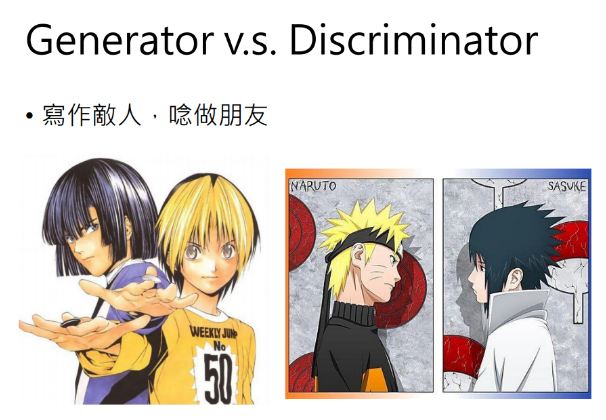 Generator v.s. Discriminator
• 寫作敵人，唸做朋友
NARUTO
SASUKE
WEEKLY JUMP
No
50